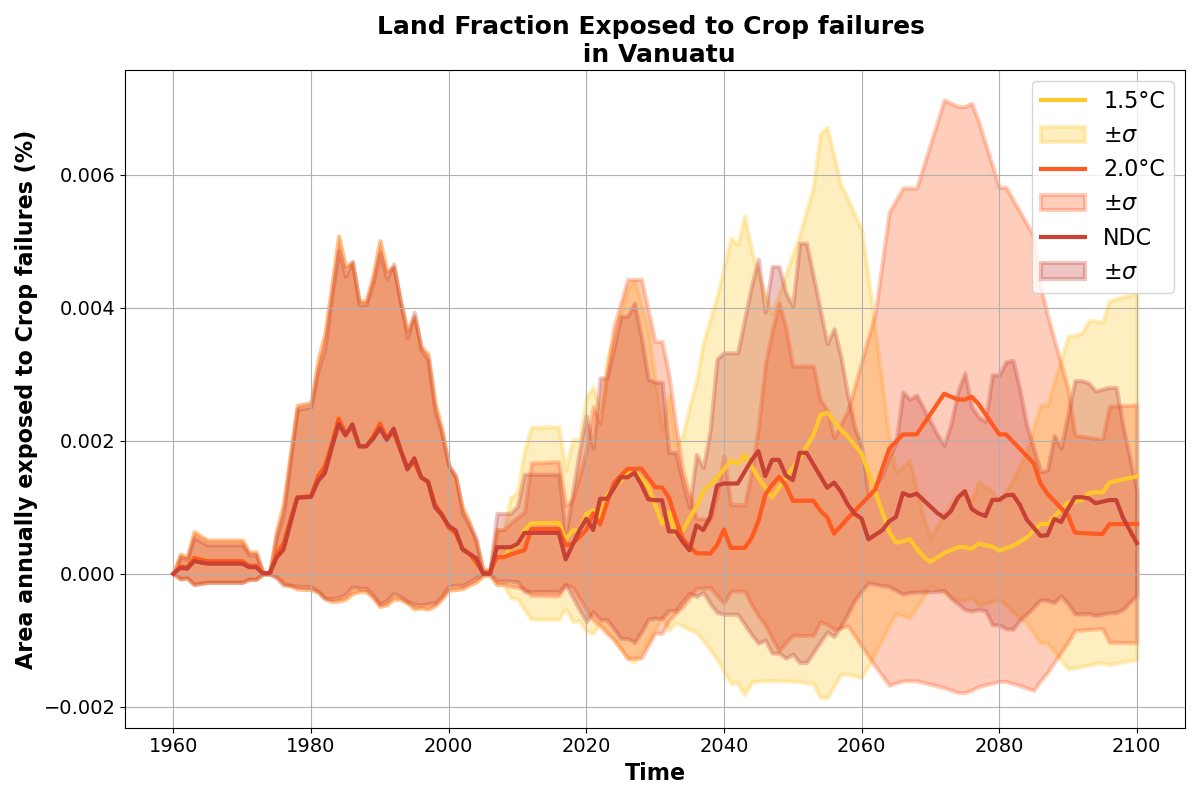 Land Fraction Exposed to Crop failures
in Vanuatu
Area annually exposed to Crop failures (%)
0.006
0.004
0.002
0.000
−0.002
1960
1980
2000
2020
2040
2060
2080
2100
Time
1.5°C
±σ
2.0°C
±σ
NDC
±σ